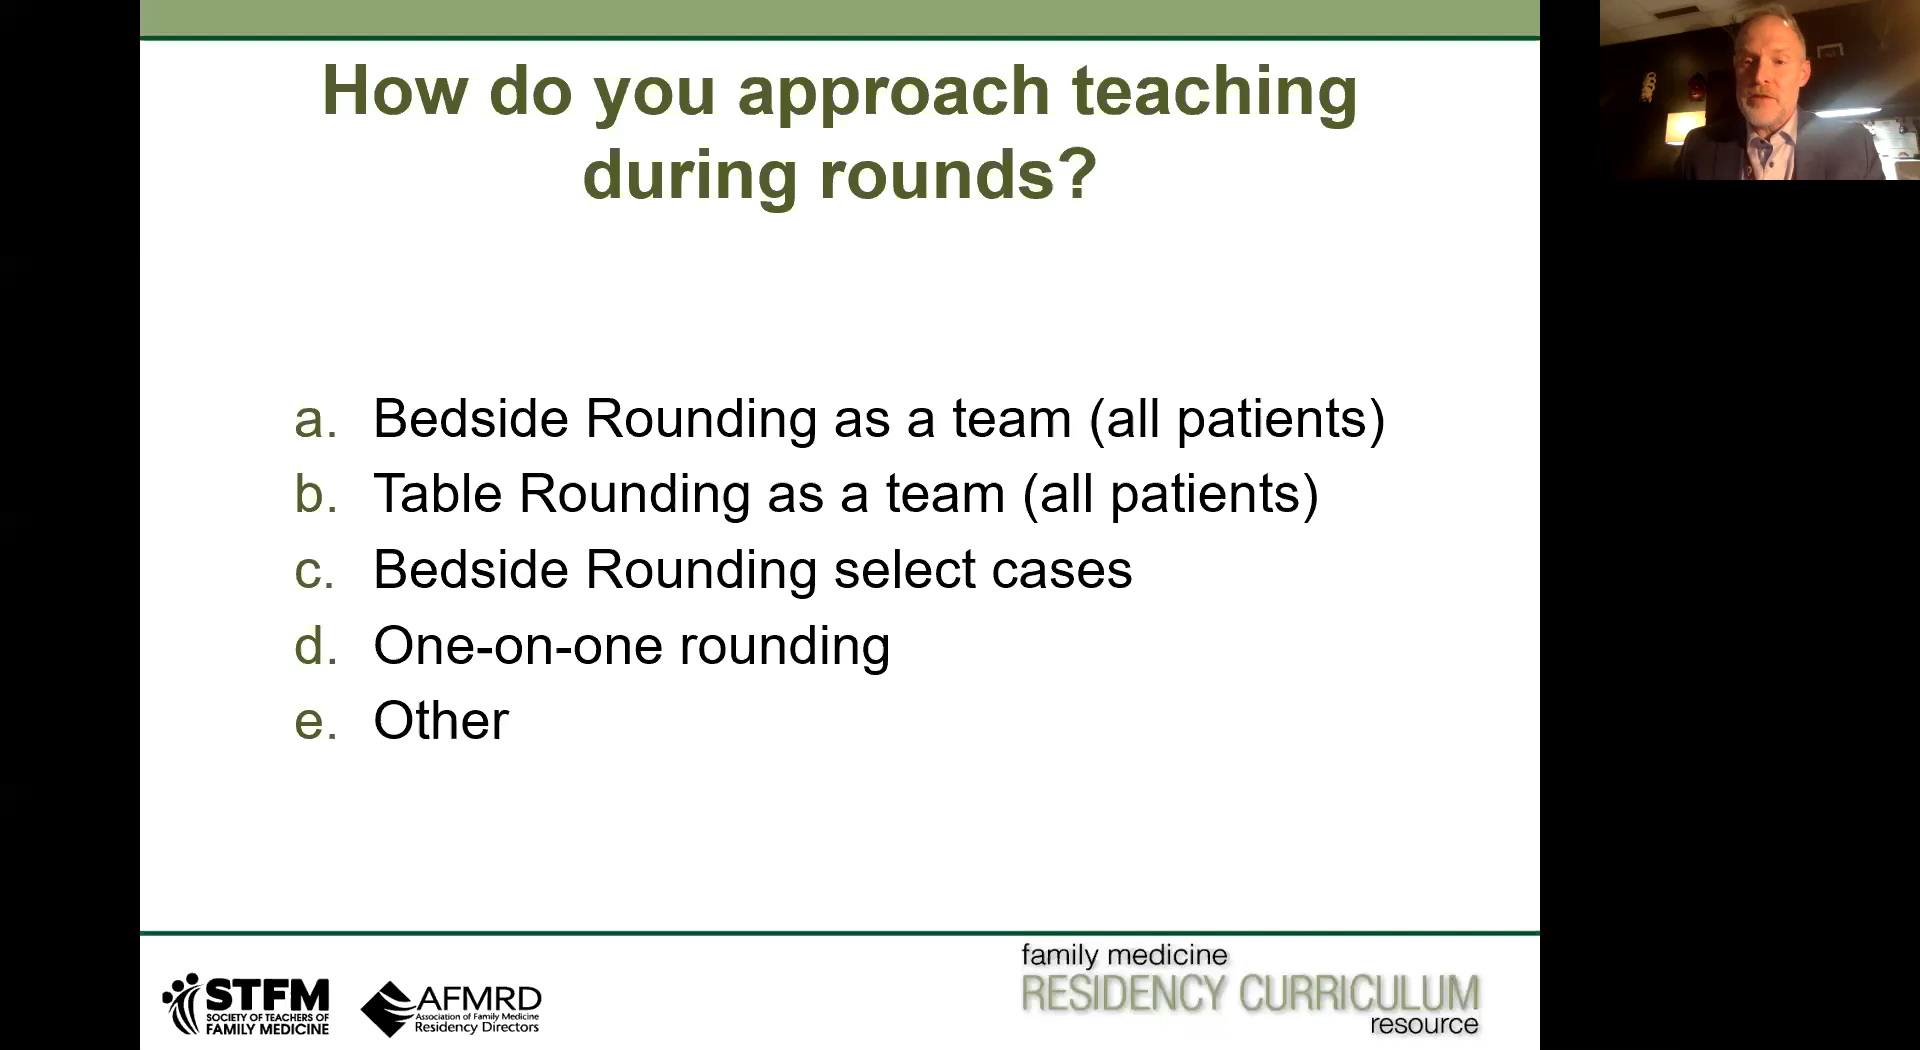 How do you approach teaching
during rounds?
a. Bedside Rounding as a team (all patients)
b. Table Rounding as a team (all patients)
c. Bedside Rounding select cases
d. One-on-one rounding
e. Other
STFM
SOCIETY OF TEACHERS OF
FAMILY MEDICINE
AFMRD
Association of Family Medicine
Residency Directors
family medicine
RESIDENCY CURRICULUM
resource